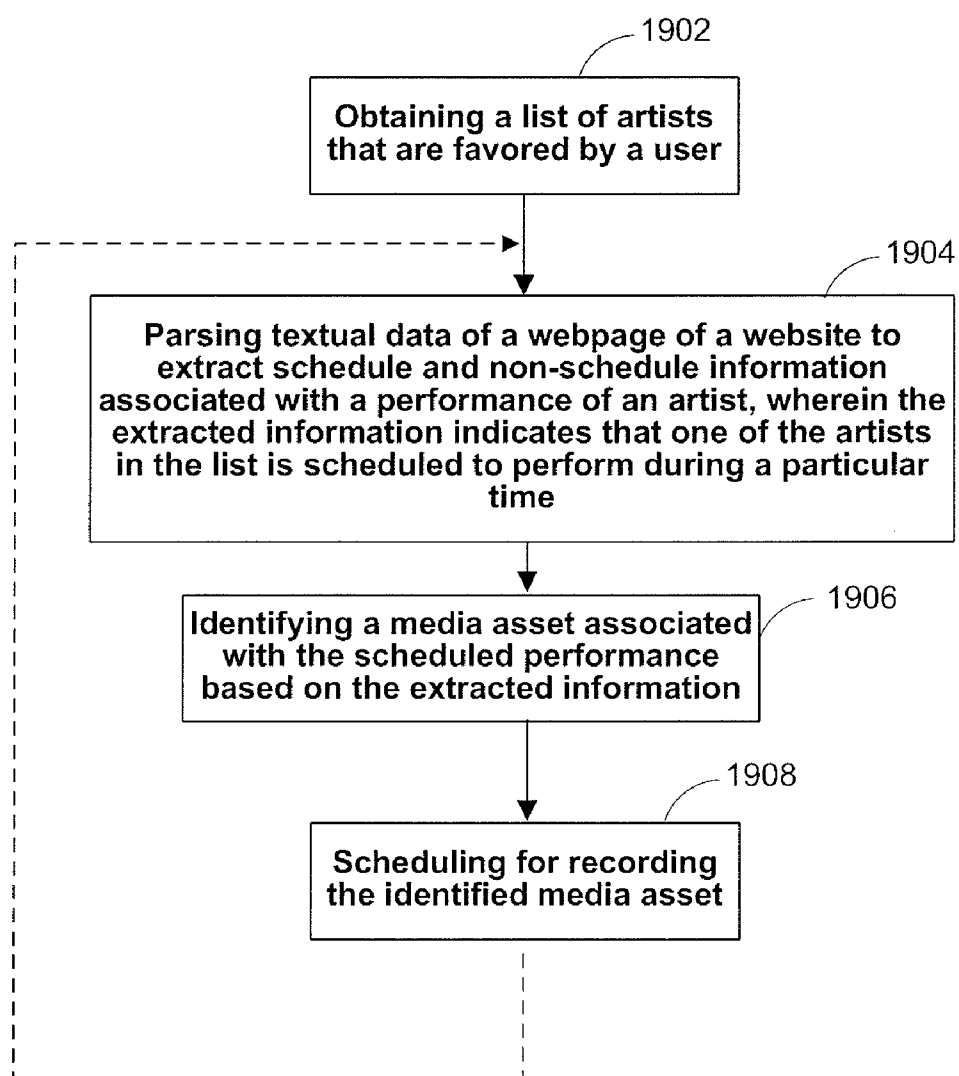 1902
Obtaining a list of artists
that are favored by a user
1904
Parsing textual data of a webpage of a website to
extract schedule and non-schedule information
associated with a performance of an artist, wherein the
extracted information indicates that one of the artists
in the list is scheduled to perform during a particular
time
1906
Identifying a media asset associated
with the scheduled performance
based on the extracted information
1908
Scheduling for recording
the identified media asset